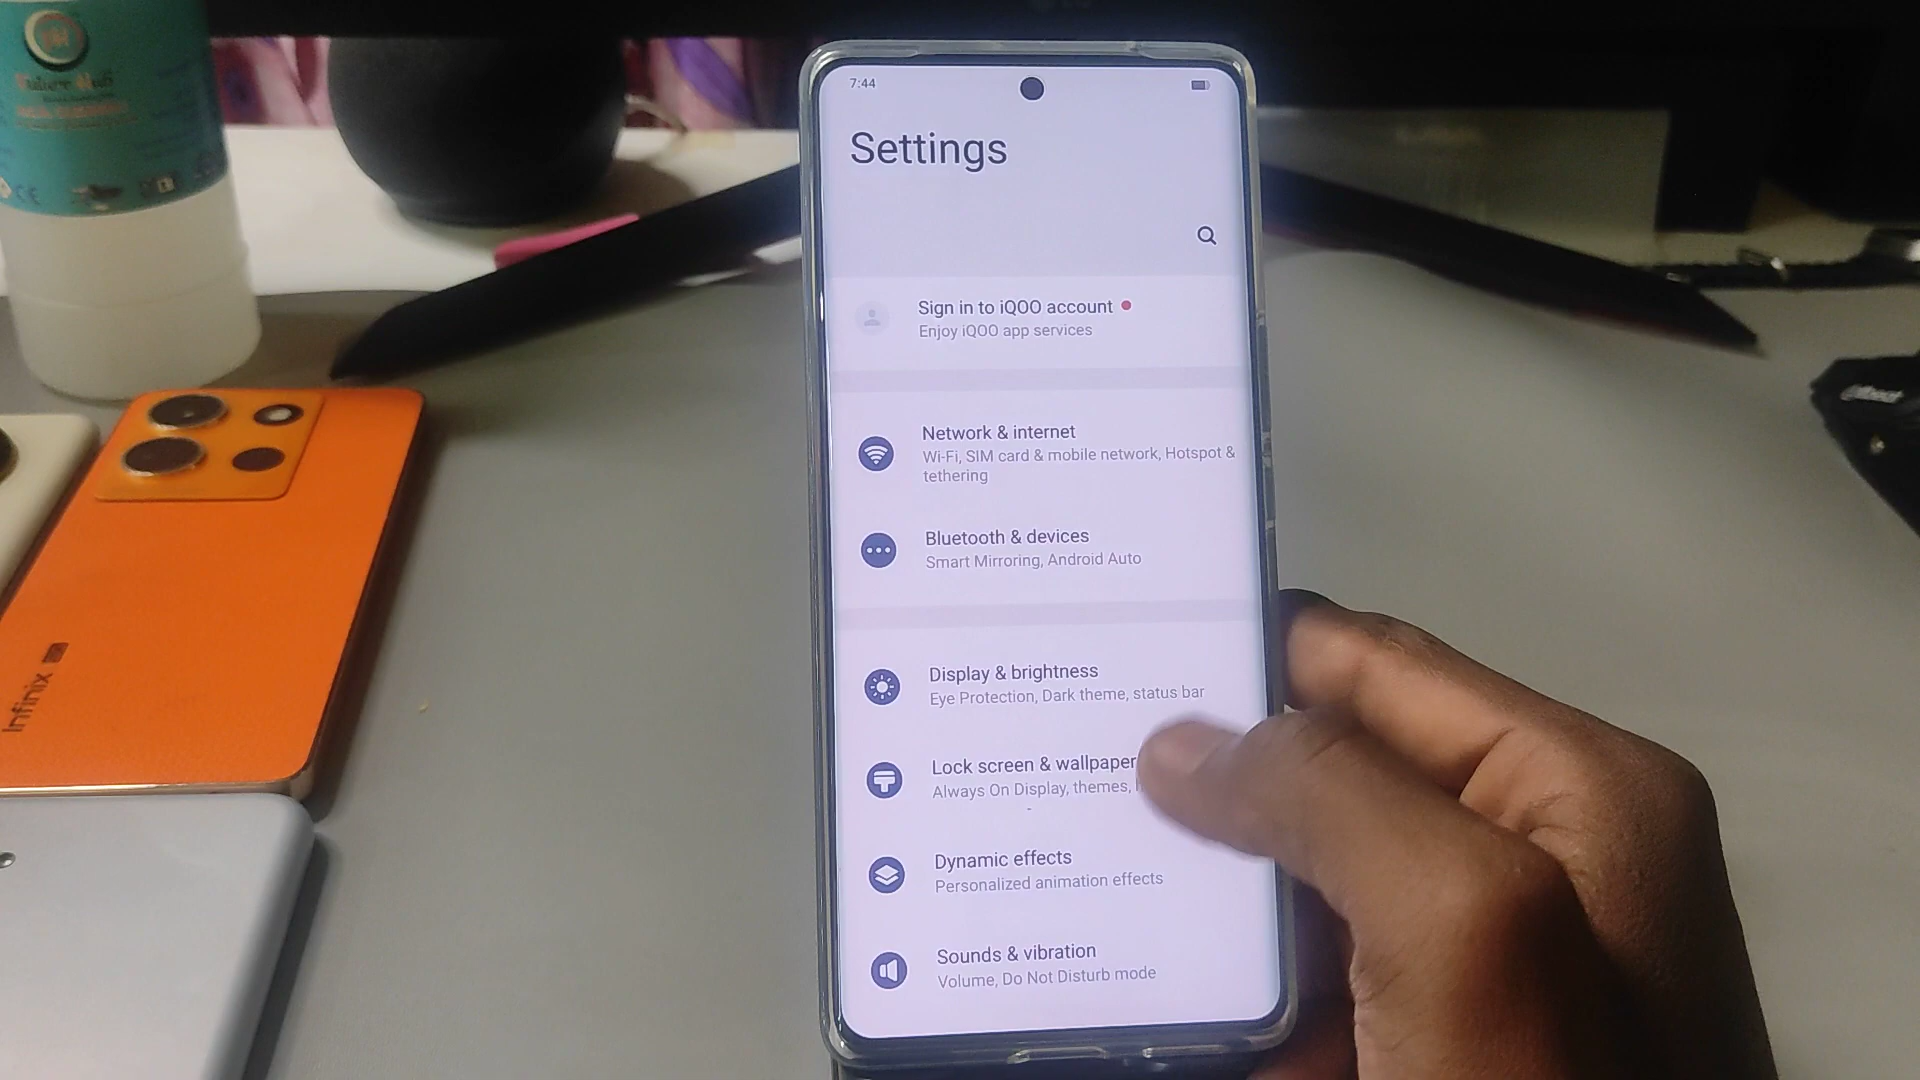 7:44
Settings
Sign in to iQOO account
Enjoy iQOO app services
Network & internet
Wi-Fi, SIM card & mobile network, Hotspot &
tethering
Bluetooth & devices
Smart Mirroring, Android Auto
Display & brightness
Eye Protection, Dark theme, status bar
Lock screen & wallpaper
Always On Display, themes,
Dynamic effects
Personalized animation effects
Sounds & vibration
Volume, Do Not Disturb mode
Infinix